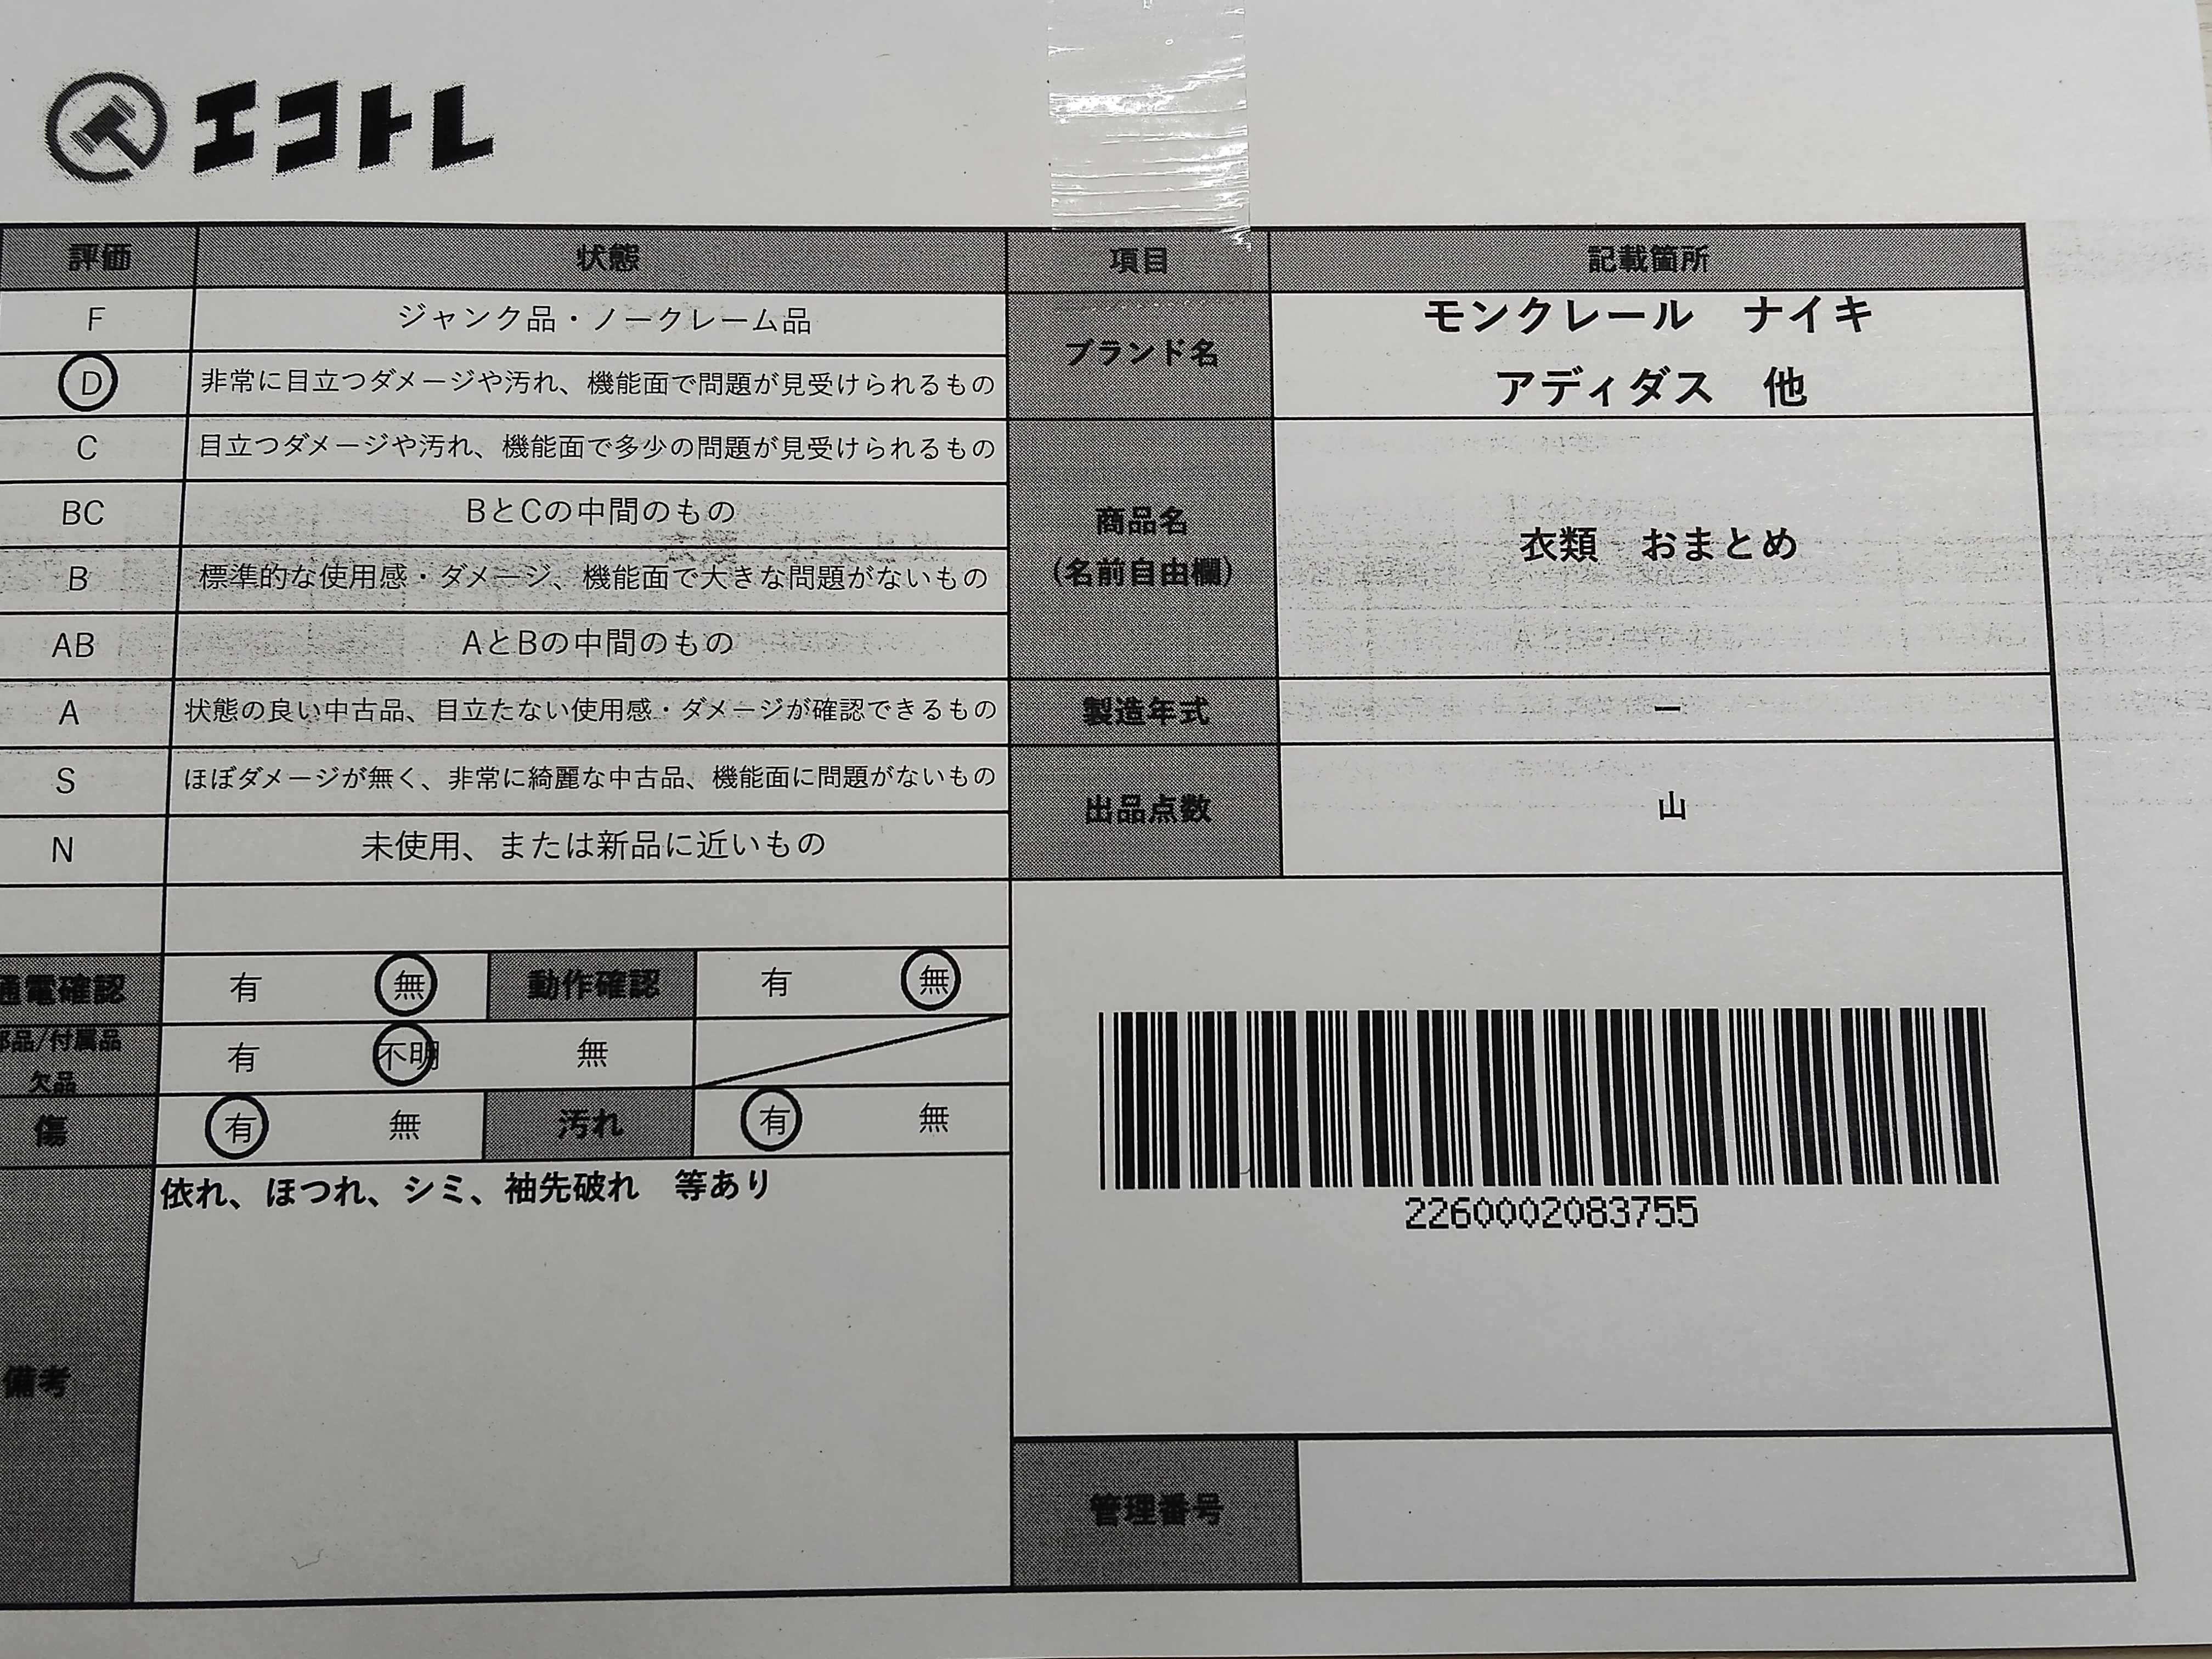 エコトレ
評価 状態 項目 記載箇所
F ジャンク品・ノークレーム品
D 非常に目立つダメージや汚れ、機能面で問題が見受けられるもの
C 目立つダメージや汚れ、機能面で多少の問題が見受けられるもの
BC BとCの中間のもの
B 標準的な使用感・ダメージ、機能面で大きな問題がないもの
AB AとBの中間のもの
A 状態の良い中古品、目立たない使用感・ダメージが確認できるもの
S ほぼダメージが無く、非常に綺麗な中古品、機能面に問題がないもの
N 未使用、または新品に近いもの
ブランド名
モンクレール ナイキ
アディダス 他
商品名
(名前自由欄)
衣類 おまとめ
製造年式 ー
出品点数 山
通電確認 有 無 動作確認 有 無
部品/付属品
欠品
有 不明 無
傷 有 無 汚れ 有 無
備考
依れ、ほつれ、シミ、袖先破れ 等あり
2260002083755
管理番号